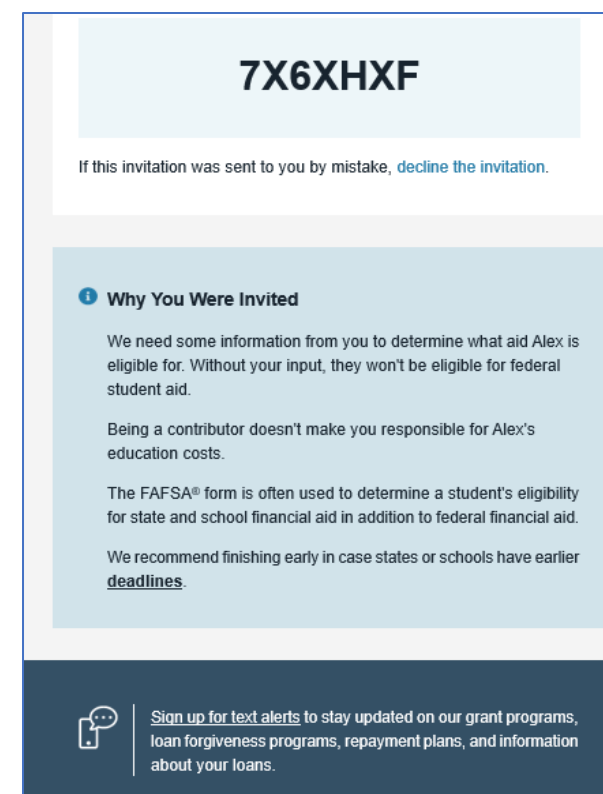 7X6XHXF
If this invitation was sent to you by mistake, decline the invitation.
Why You Were Invited
We need some information from you to determine what aid Alex is
eligible for. Without your input, they won't be eligible for federal
student aid.
Being a contributor doesn't make you responsible for Alex's
education costs.
The FAFSA® form is often used to determine a student's eligibility
for state and school financial aid in addition to federal financial aid.
We recommend finishing early in case states or schools have earlier
deadlines.
Sign up for text alerts to stay updated on our grant programs,
loan forgiveness programs, repayment plans, and information
about your loans.